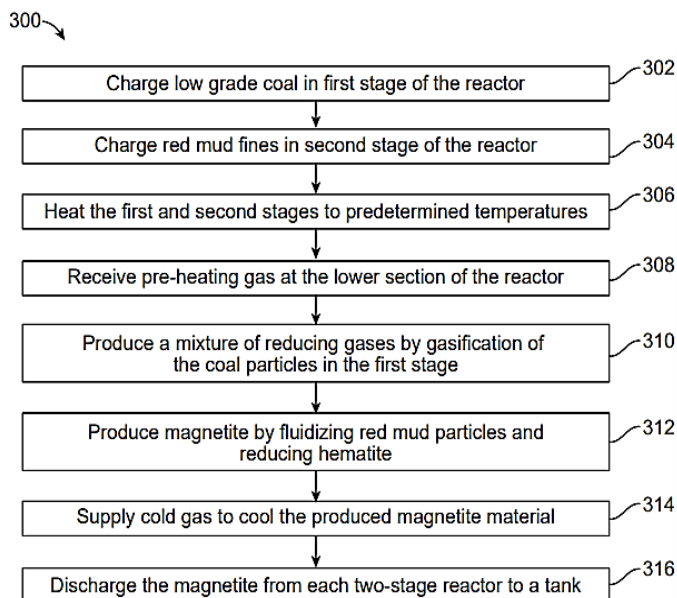 300
Charge low grade coal in first stage of the reactor
302
Charge red mud fines in second stage of the reactor
304
Heat the first and second stages to predetermined temperatures
306
Receive pre-heating gas at the lower section of the reactor
308
Produce a mixture of reducing gases by gasification of
the coal particles in the first stage
310
Produce magnetite by fluidizing red mud particles and
reducing hematite
312
Supply cold gas to cool the produced magnetite material
314
Discharge the magnetite from each two-stage reactor to a tank
316